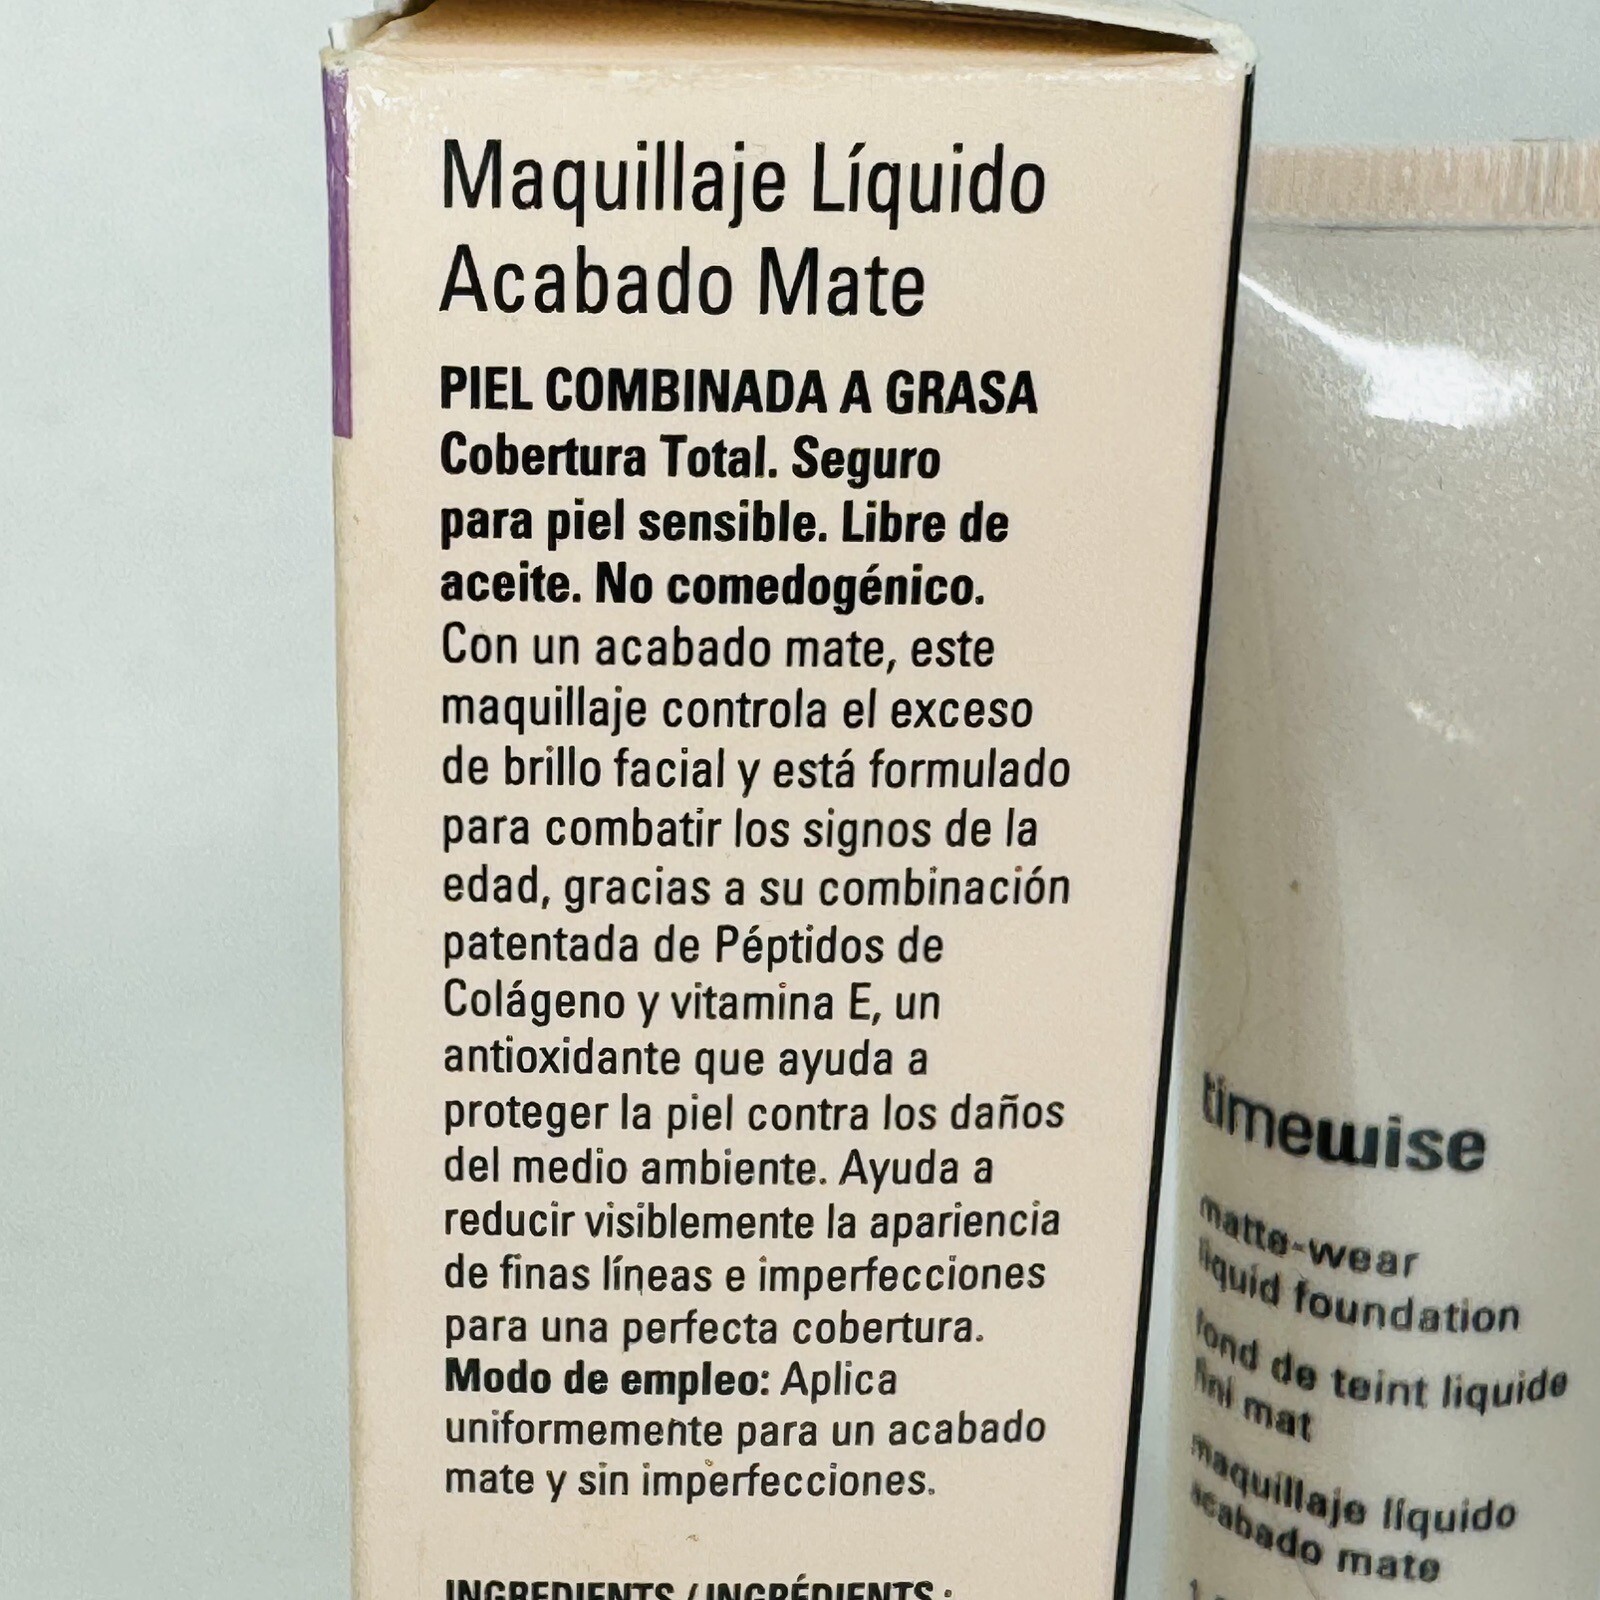 Maquillaje Líquido
Acabado Mate
PIEL COMBINADA A GRASA
Cobertura Total. Seguro
para piel sensible. Libre de
aceite. No comedogénico.
Con un acabado mate, este
maquillaje controla el exceso
de brillo facial y está formulado
para combatir los signos de la
edad, gracias a su combinación
patentada de Péptidos de
Colágeno y vitamina E, un
antioxidante que ayuda a
proteger la piel contra los daños
del medio ambiente. Ayuda a
reducir visiblemente la apariencia
de finas líneas e imperfecciones
para una perfecta cobertura.
Modo de empleo: Aplica
uniformemente para un acabado
mate y sin imperfecciones.
INGREDIENTS / INGRÉDIENTS :
timewise
matte-wear
liquid foundation
fond de teint liquide
fini mat
maquillaje líquido
acabado mate